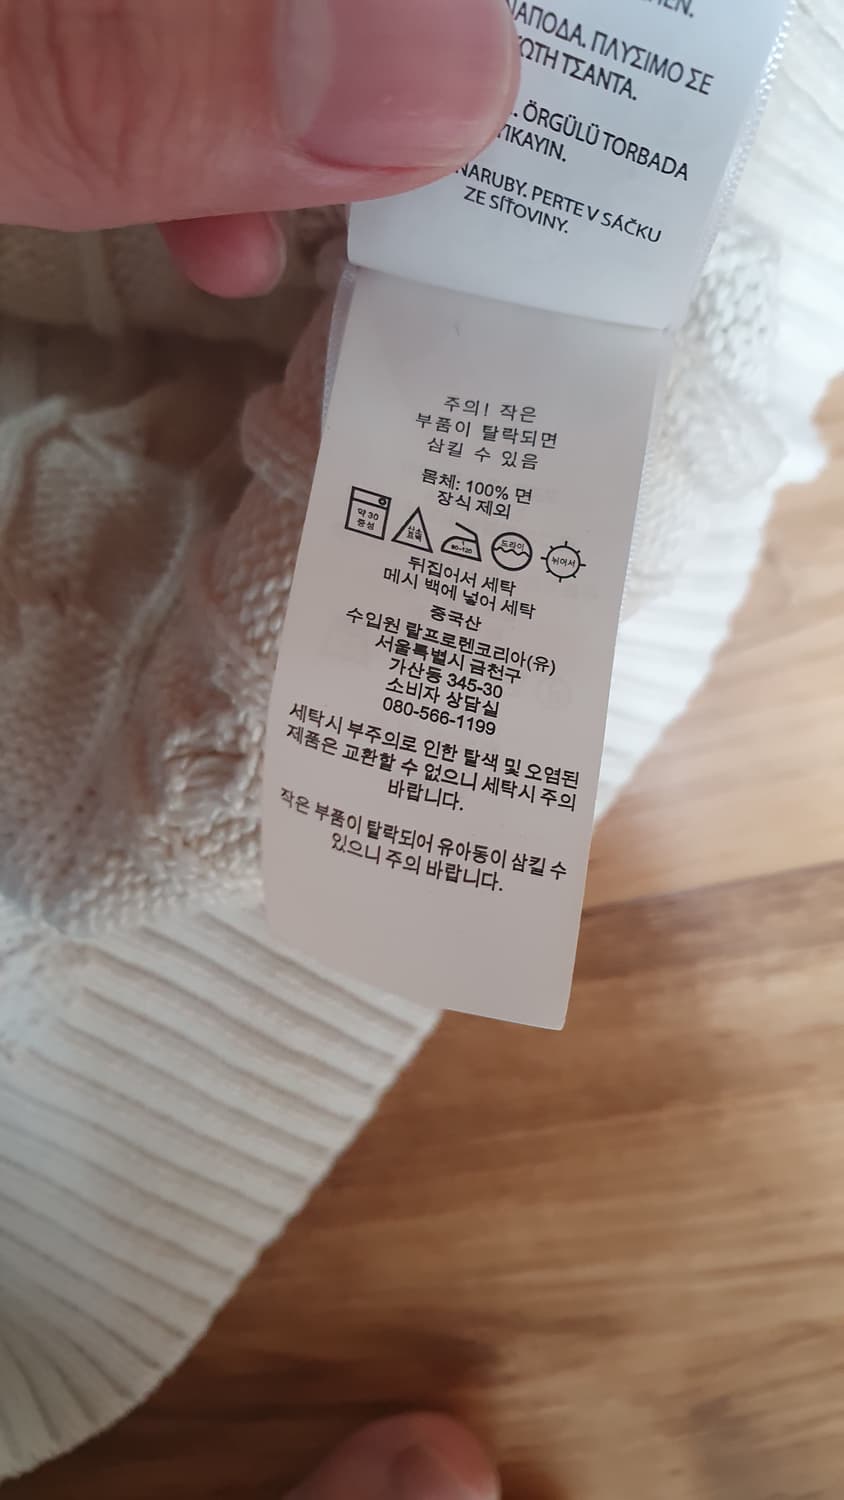 ΠΛΥΣΙΜΟ ΣΕ
ΤΣΑΝΤΑ.
. ÖRGÜLÜ TORBADA
YIKAYIN.
NARUBY. PERTE V SÁČKU
ZE SÍŤOVINY.
주의! 작은
부품이 탈락되면
삼킬 수 있음
몸체: 100% 면
장식 제외
약 30
중성
80-120
드라이
뉘어서
뒤집어서 세탁
메시 백에 넣어 세탁
중국산
수입원 랄프로렌코리아(유)
서울특별시 금천구
가산동 345-30
소비자 상담실
080-566-1199
세탁시 부주의로 인한 탈색 및 오염된
제품은 교환할 수 없으니 세탁시 주의
바랍니다.
작은 부품이 탈락되어 유아동이 삼킬 수
있으니 주의 바랍니다.